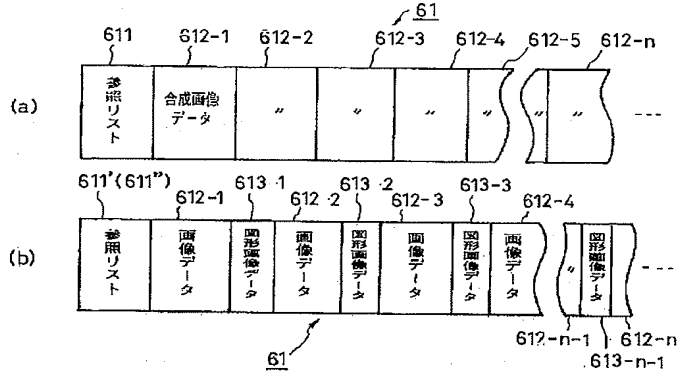 61
611 612-1 612-2 612-3 612-4 612-5 612-n
(a) 参照リスト 合成画像データ 〃 〃 〃 〃 〃 〃 ---
611'(611") 612-1 613-1 612-2 613-2 612-3 613-3 612-4
(b) 参照リスト 画像データ 図形画像データ 画像データ 図形画像データ 画像データ 図形画像データ 画像データ 〃 図形画像データ ---
61 612-n-1 613-n-1 612-n